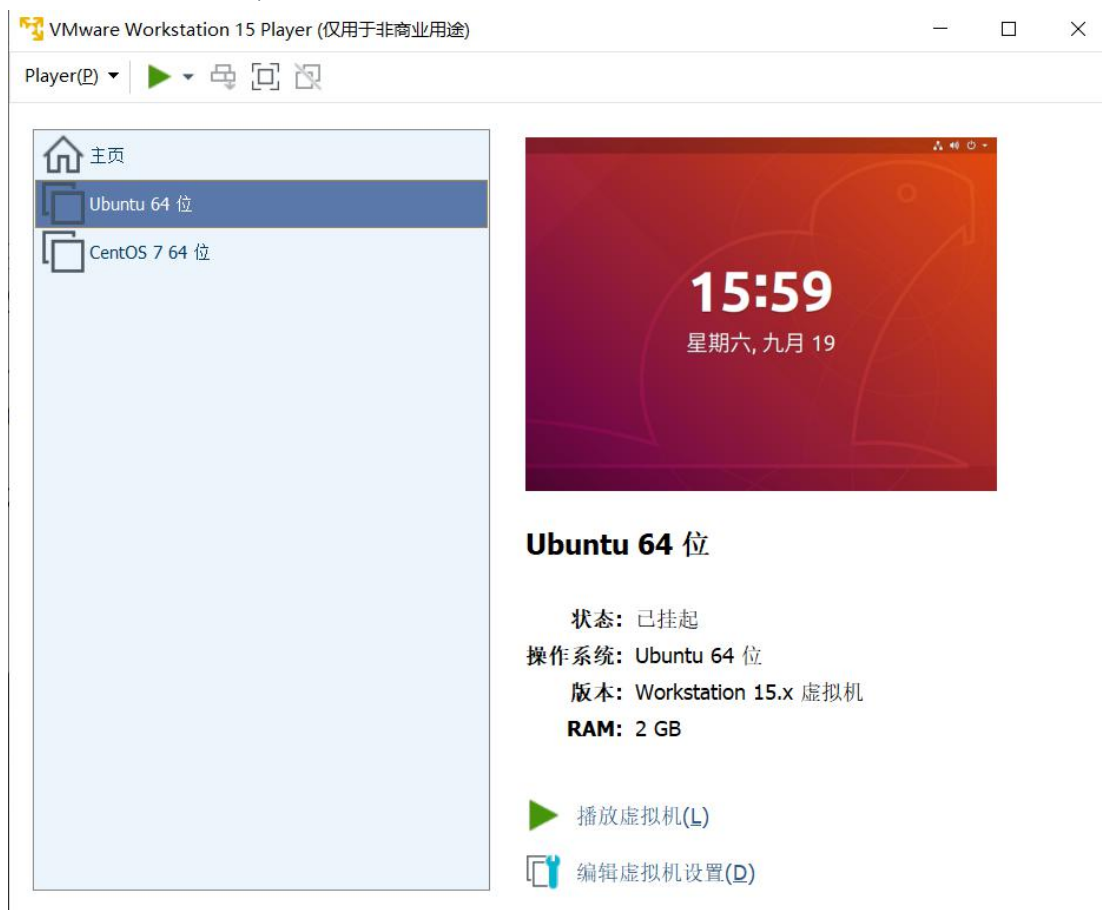 VMware Workstation 15 Player (仅用于非商业用途)
Player(P)
主页
Ubuntu 64 位
CentOS 7 64 位
15:59
星期六, 九月 19
Ubuntu 64 位
状态: 已挂起
操作系统: Ubuntu 64 位
版本: Workstation 15.x 虚拟机
RAM: 2 GB
播放虚拟机(L)
编辑虚拟机设置(D)